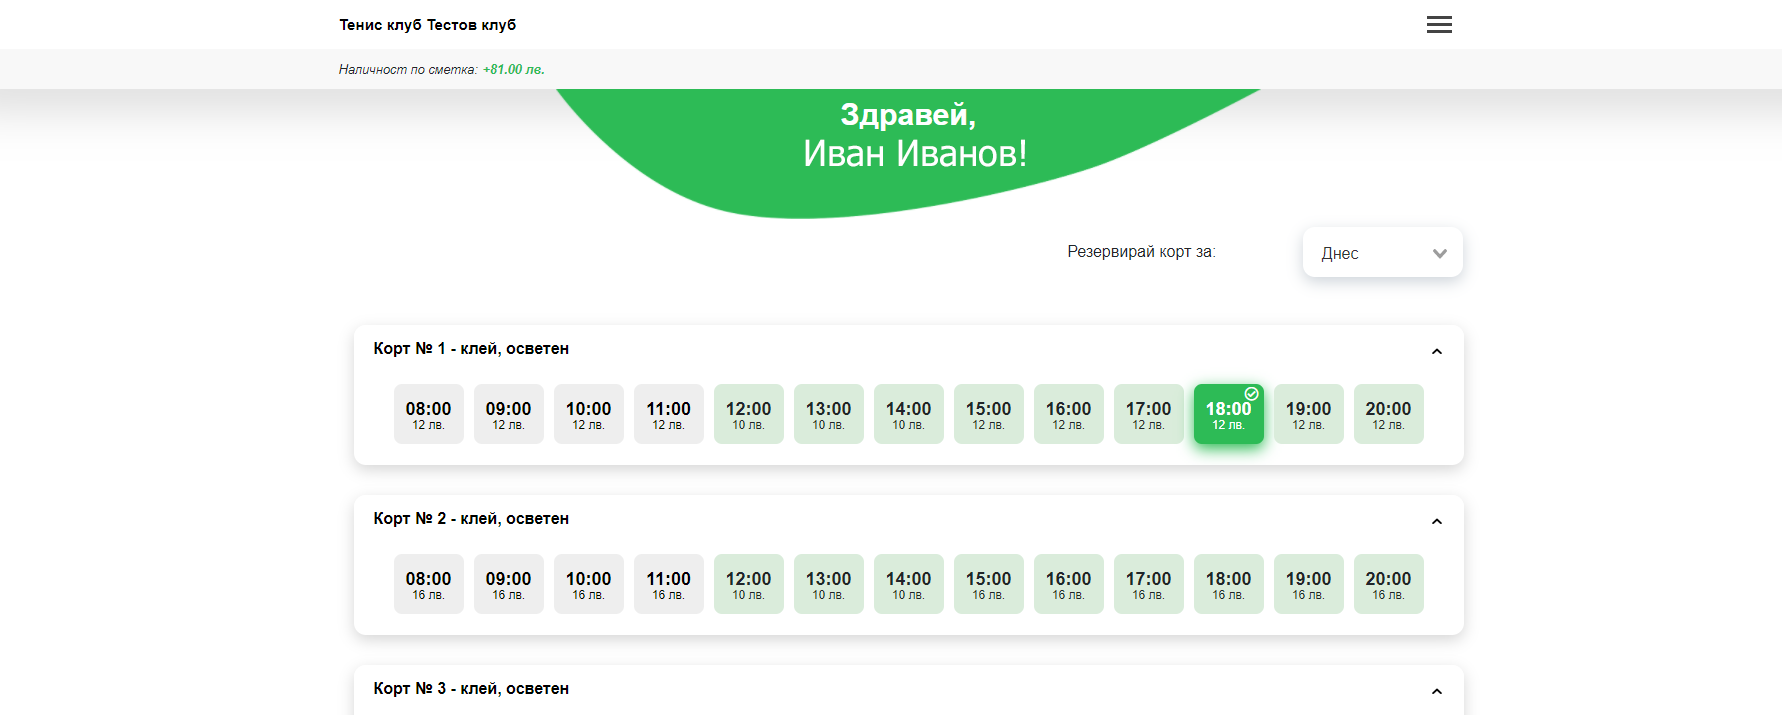 Тенис клуб Тестов клуб
Наличност по сметка: +81.00 лв.
Здравей,
Иван Иванов!
Резервирай корт за: Днес
Корт № 1 - клей, осветен
08:00 09:00 10:00 11:00 12:00 13:00 14:00 15:00 16:00 17:00 18:00 19:00 20:00
12 лв. 12 лв. 12 лв. 12 лв. 10 лв. 10 лв. 10 лв. 12 лв. 12 лв. 12 лв. 12 лв. 12 лв. 12 лв.
Корт № 2 - клей, осветен
08:00 09:00 10:00 11:00 12:00 13:00 14:00 15:00 16:00 17:00 18:00 19:00 20:00
16 лв. 16 лв. 16 лв. 16 лв. 10 лв. 10 лв. 10 лв. 16 лв. 16 лв. 16 лв. 16 лв. 16 лв. 16 лв.
Корт № 3 - клей, осветен